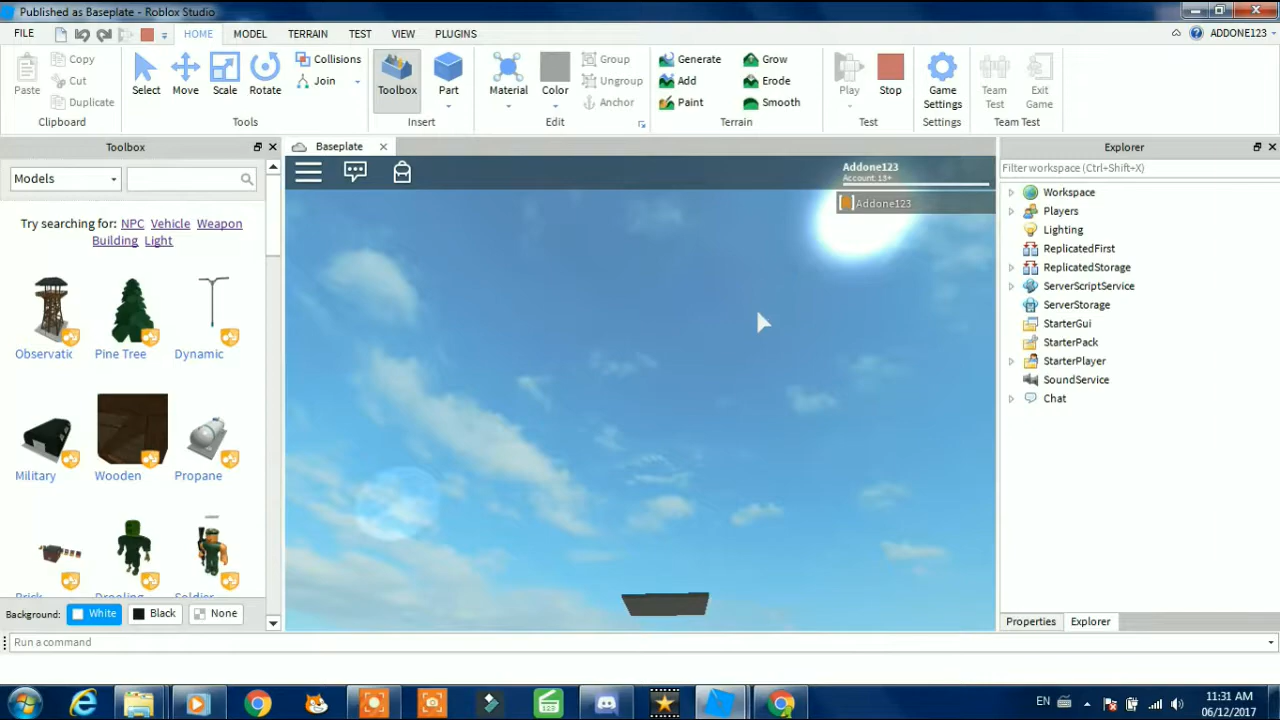 Published as Baseplate - Roblox Studio
FILE HOME MODEL TERRAIN TEST VIEW PLUGINS ADDONE123
Paste Copy Cut Duplicate
Select Move Scale Rotate Collisions Join
Toolbox Part
Material Color Group Ungroup Anchor
Generate Add Paint Grow Erode Smooth
Play Stop
Game Settings
Team Test Exit Game
Clipboard Tools Insert Edit Terrain Test Settings Team Test
Toolbox Baseplate Explorer
Models
Addone123
Account: 13+
Addone123
Try searching for: NPC Vehicle Weapon
Building Light
Observatic Pine Tree Dynamic
Military Wooden Propane
Brick Drooling Soldier
Background: White Black None
Filter workspace (Ctrl+Shift+X)
Workspace
Players
Lighting
ReplicatedFirst
ReplicatedStorage
ServerScriptService
ServerStorage
StarterGui
StarterPack
StarterPlayer
SoundService
Chat
Properties Explorer
Run a command
123
EN
11:31 AM
06/12/2017